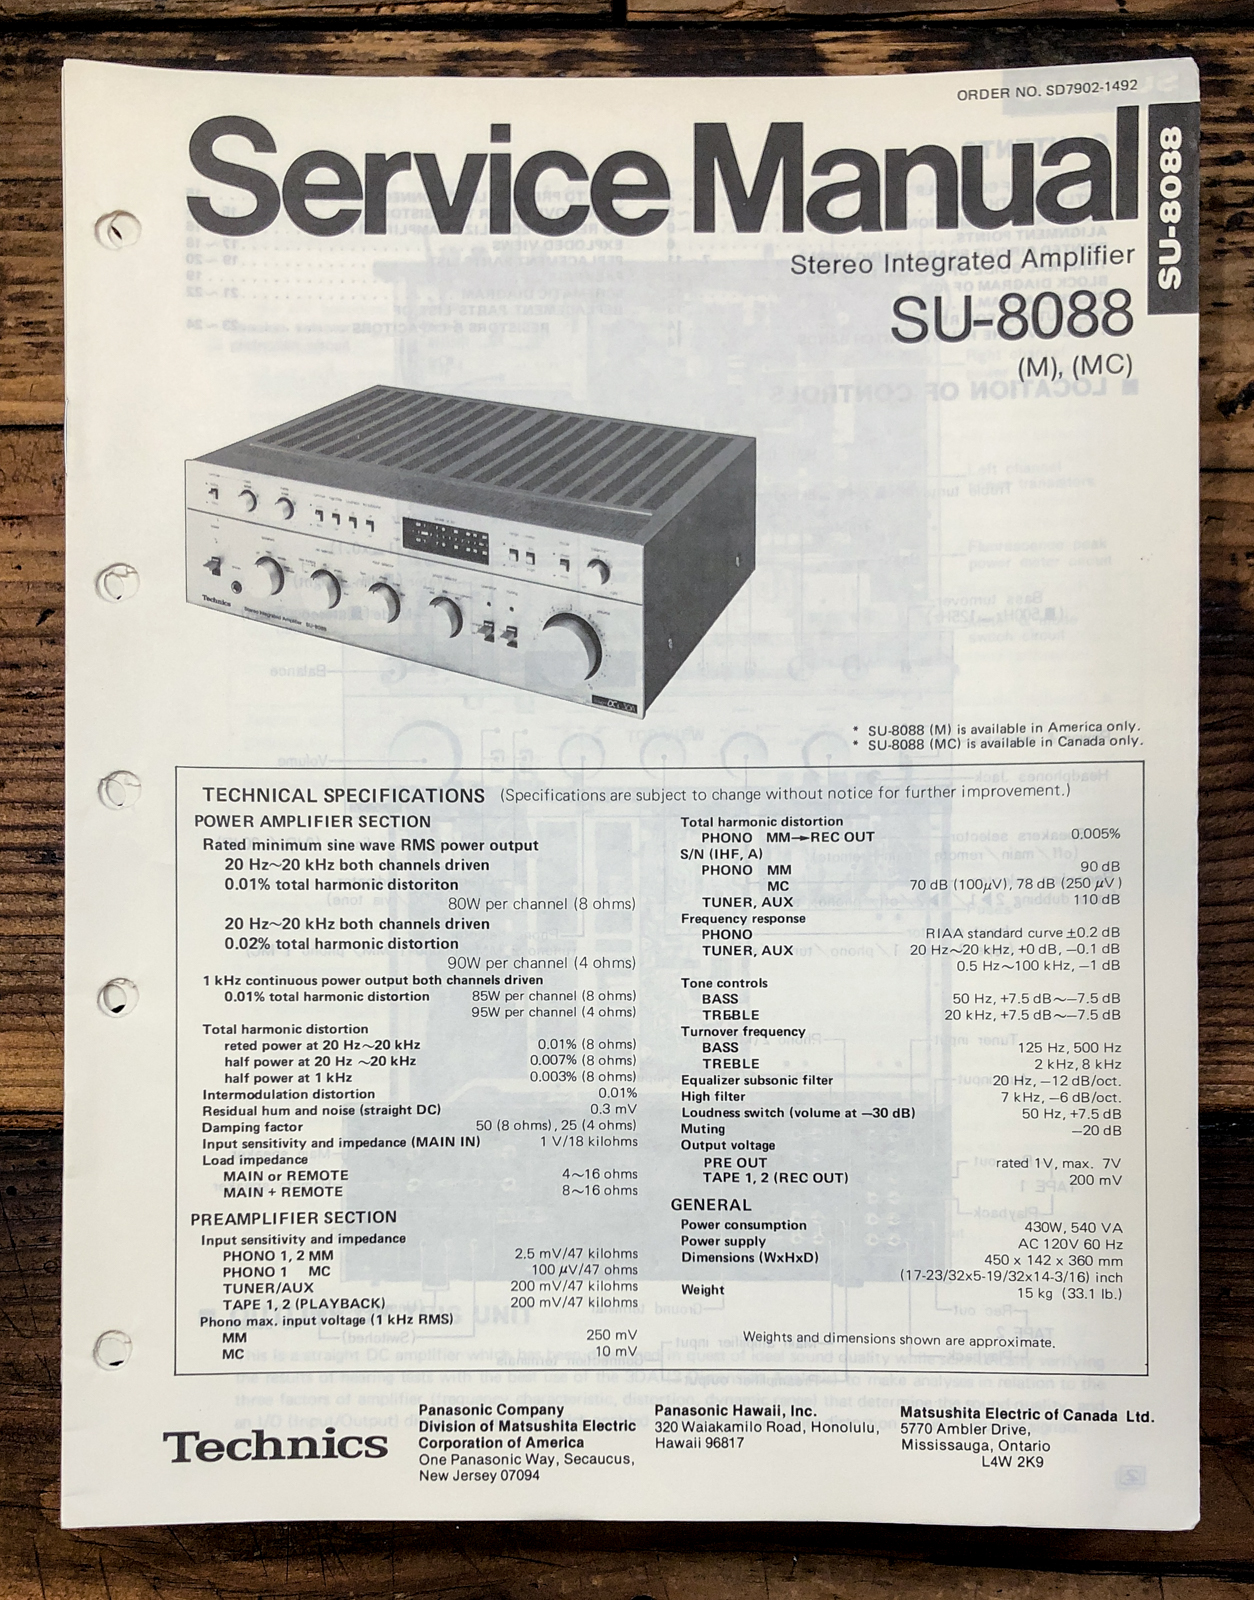 ORDER NO. SD7902-1492
Service Manual
SU-8088
Stereo Integrated Amplifier
SU-8088
(M), (MC)
Technics
Stereo Integrated Amplifier SU-8088
* SU-8088 (M) is available in America only.
* SU-8088 (MC) is available in Canada only.
TECHNICAL SPECIFICATIONS (Specifications are subject to change without notice for further improvement.)
POWER AMPLIFIER SECTION
Rated minimum sine wave RMS power output
20 Hz~20 kHz both channels driven
0.01% total harmonic distoriton
80W per channel (8 ohms)
20 Hz~20 kHz both channels driven
0.02% total harmonic distortion
90W per channel (4 ohms)
1 kHz continuous power output both channels driven
0.01% total harmonic distortion 85W per channel (8 ohms)
95W per channel (4 ohms)
Total harmonic distortion
reted power at 20 Hz~20 kHz 0.01% (8 ohms)
half power at 20 Hz ~20 kHz 0.007% (8 ohms)
half power at 1 kHz 0.003% (8 ohms)
Intermodulation distortion 0.01%
Residual hum and noise (straight DC) 0.3 mV
Damping factor 50 (8 ohms), 25 (4 ohms)
Input sensitivity and impedance (MAIN IN) 1 V/18 kilohms
Load impedance
MAIN or REMOTE 4~16 ohms
MAIN + REMOTE 8~16 ohms
PREAMPLIFIER SECTION
Input sensitivity and impedance
PHONO 1, 2 MM 2.5 mV/47 kilohms
PHONO 1 MC 100 µV/47 ohms
TUNER/AUX 200 mV/47 kilohms
TAPE 1, 2 (PLAYBACK) 200 mV/47 kilohms
Phono max. input voltage (1 kHz RMS)
MM 250 mV
MC 10 mV
Total harmonic distortion
PHONO MM→REC OUT 0.005%
S/N (IHF, A)
PHONO MM 90 dB
MC 70 dB (100µV), 78 dB (250 µV)
TUNER, AUX 110 dB
Frequency response
PHONO RIAA standard curve ±0.2 dB
TUNER, AUX 20 Hz~20 kHz, +0 dB, −0.1 dB
0.5 Hz~100 kHz, −1 dB
Tone controls
BASS 50 Hz, +7.5 dB~−7.5 dB
TREBLE 20 kHz, +7.5 dB~−7.5 dB
Turnover frequency
BASS 125 Hz, 500 Hz
TREBLE 2 kHz, 8 kHz
Equalizer subsonic filter 20 Hz, −12 dB/oct.
High filter 7 kHz, −6 dB/oct.
Loudness switch (volume at −30 dB) 50 Hz, +7.5 dB
Muting −20 dB
Output voltage
PRE OUT rated 1V, max. 7V
TAPE 1, 2 (REC OUT) 200 mV
GENERAL
Power consumption 430W, 540 VA
Power supply AC 120V 60 Hz
Dimensions (WxHxD) 450 x 142 x 360 mm
(17-23/32x5-19/32x14-3/16) inch
Weight 15 kg (33.1 lb.)
Weights and dimensions shown are approximate.
Technics
Panasonic Company
Division of Matsushita Electric
Corporation of America
One Panasonic Way, Secaucus,
New Jersey 07094
Panasonic Hawaii, Inc.
320 Waiakamilo Road, Honolulu,
Hawaii 96817
Matsushita Electric of Canada Ltd.
5770 Ambler Drive,
Mississauga, Ontario
L4W 2K9